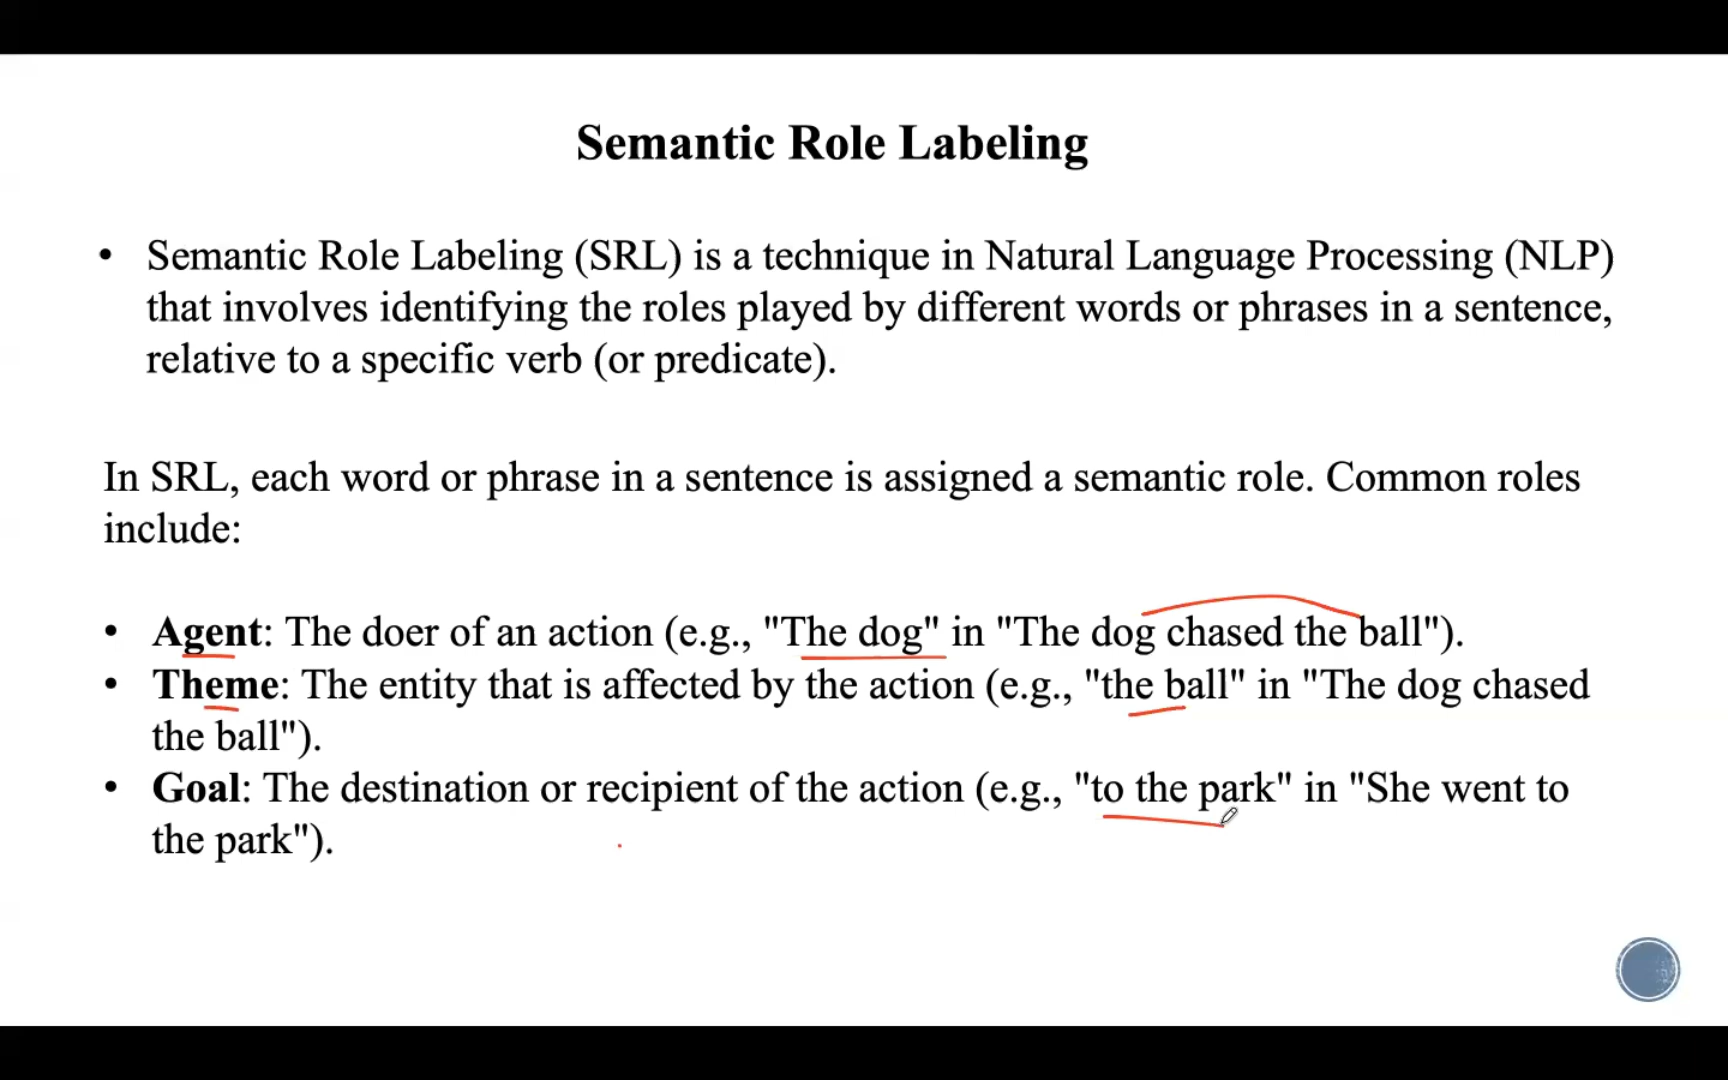 Semantic Role Labeling
• Semantic Role Labeling (SRL) is a technique in Natural Language Processing (NLP)
that involves identifying the roles played by different words or phrases in a sentence,
relative to a specific verb (or predicate).
In SRL, each word or phrase in a sentence is assigned a semantic role. Common roles
include:
• Agent: The doer of an action (e.g., "The dog" in "The dog chased the ball").
• Theme: The entity that is affected by the action (e.g., "the ball" in "The dog chased
the ball").
• Goal: The destination or recipient of the action (e.g., "to the park" in "She went to
the park").